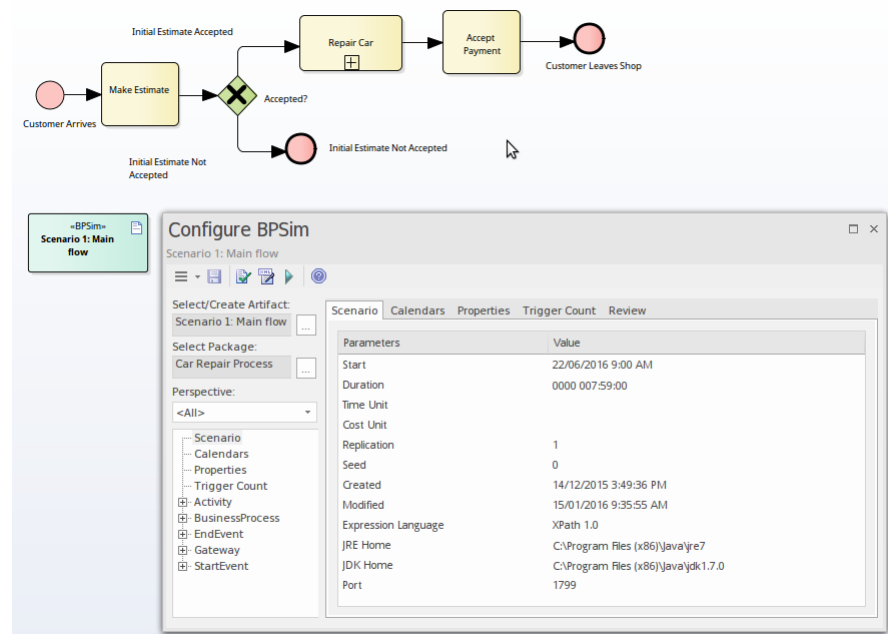 Initial Estimate Accepted
Repair Car
Accept
Payment
Customer Leaves Shop
Make Estimate
Accepted?
Customer Arrives
Initial Estimate Not
Accepted
Initial Estimate Not Accepted
«BPSim»
Scenario 1: Main
flow
Configure BPSim
Scenario 1: Main flow
Select/Create Artifact:
Scenario 1: Main flow
...
Select Package:
Car Repair Process
...
Perspective:
<All>
Scenario
Calendars
Properties
Trigger Count
Activity
BusinessProcess
EndEvent
Gateway
StartEvent
Scenario Calendars Properties Trigger Count Review
Parameters Value
Start 22/06/2016 9:00 AM
Duration 0000 007:59:00
Time Unit
Cost Unit
Replication 1
Seed 0
Created 14/12/2015 3:49:36 PM
Modified 15/01/2016 9:35:55 AM
Expression Language XPath 1.0
JRE Home C:\Program Files (x86)\Java\jre7
JDK Home C:\Program Files (x86)\Java\jdk1.7.0
Port 1799